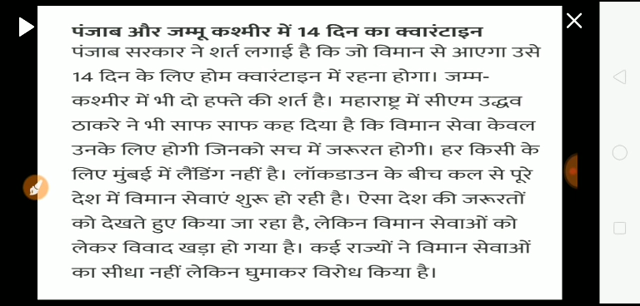 पंजाब और जम्मू कश्मीर में 14 दिन का क्वारंटाइन
पंजाब सरकार ने शर्त लगाई है कि जो विमान से आएगा उसे
14 दिन के लिए होम क्वारंटाइन में रहना होगा। जम्म-
कश्मीर में भी दो हफ्ते की शर्त है। महाराष्ट्र में सीएम उद्धव
ठाकरे ने भी साफ साफ कह दिया है कि विमान सेवा केवल
उनके लिए होगी जिनको सच में जरूरत होगी। हर किसी के
लिए मुंबई में लैंडिंग नहीं है। लॉकडाउन के बीच कल से पूरे
देश में विमान सेवाएं शुरू हो रही है। ऐसा देश की जरूरतों
को देखते हुए किया जा रहा है, लेकिन विमान सेवाओं को
लेकर विवाद खड़ा हो गया है। कई राज्यों ने विमान सेवाओं
का सीधा नहीं लेकिन घुमाकर विरोध किया है।